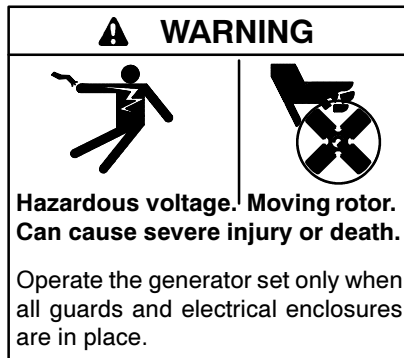 WARNING
Hazardous voltage. Moving rotor.
Can cause severe injury or death.
Operate the generator set only when
all guards and electrical enclosures
are in place.